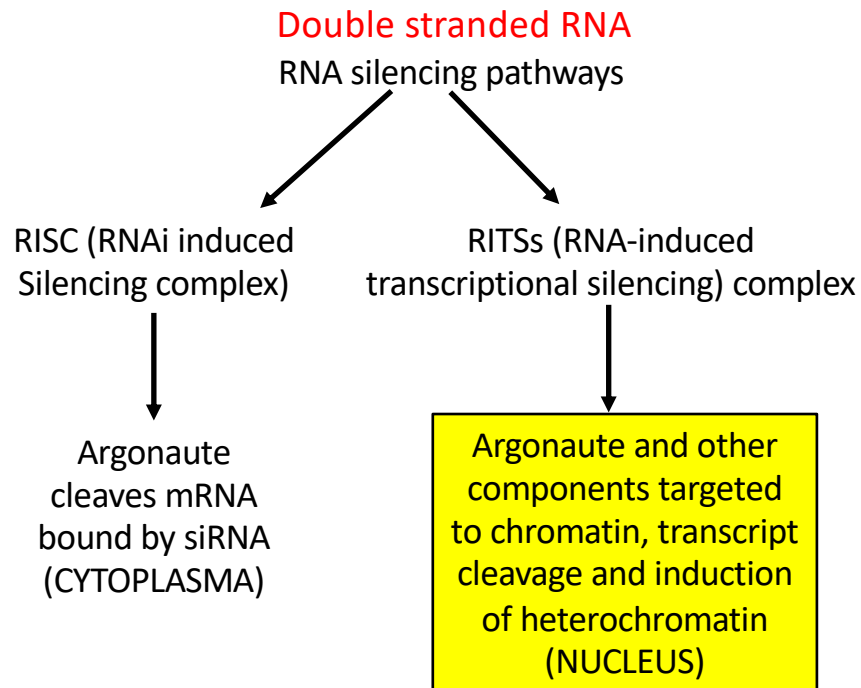 Double stranded RNA
RNA silencing pathways
RISC (RNAi induced
Silencing complex)
RITSs (RNA-induced
transcriptional silencing) complex
Argonaute
cleaves mRNA
bound by siRNA
(CYTOPLASMA)
Argonaute and other
components targeted
to chromatin, transcript
cleavage and induction
of heterochromatin
(NUCLEUS)